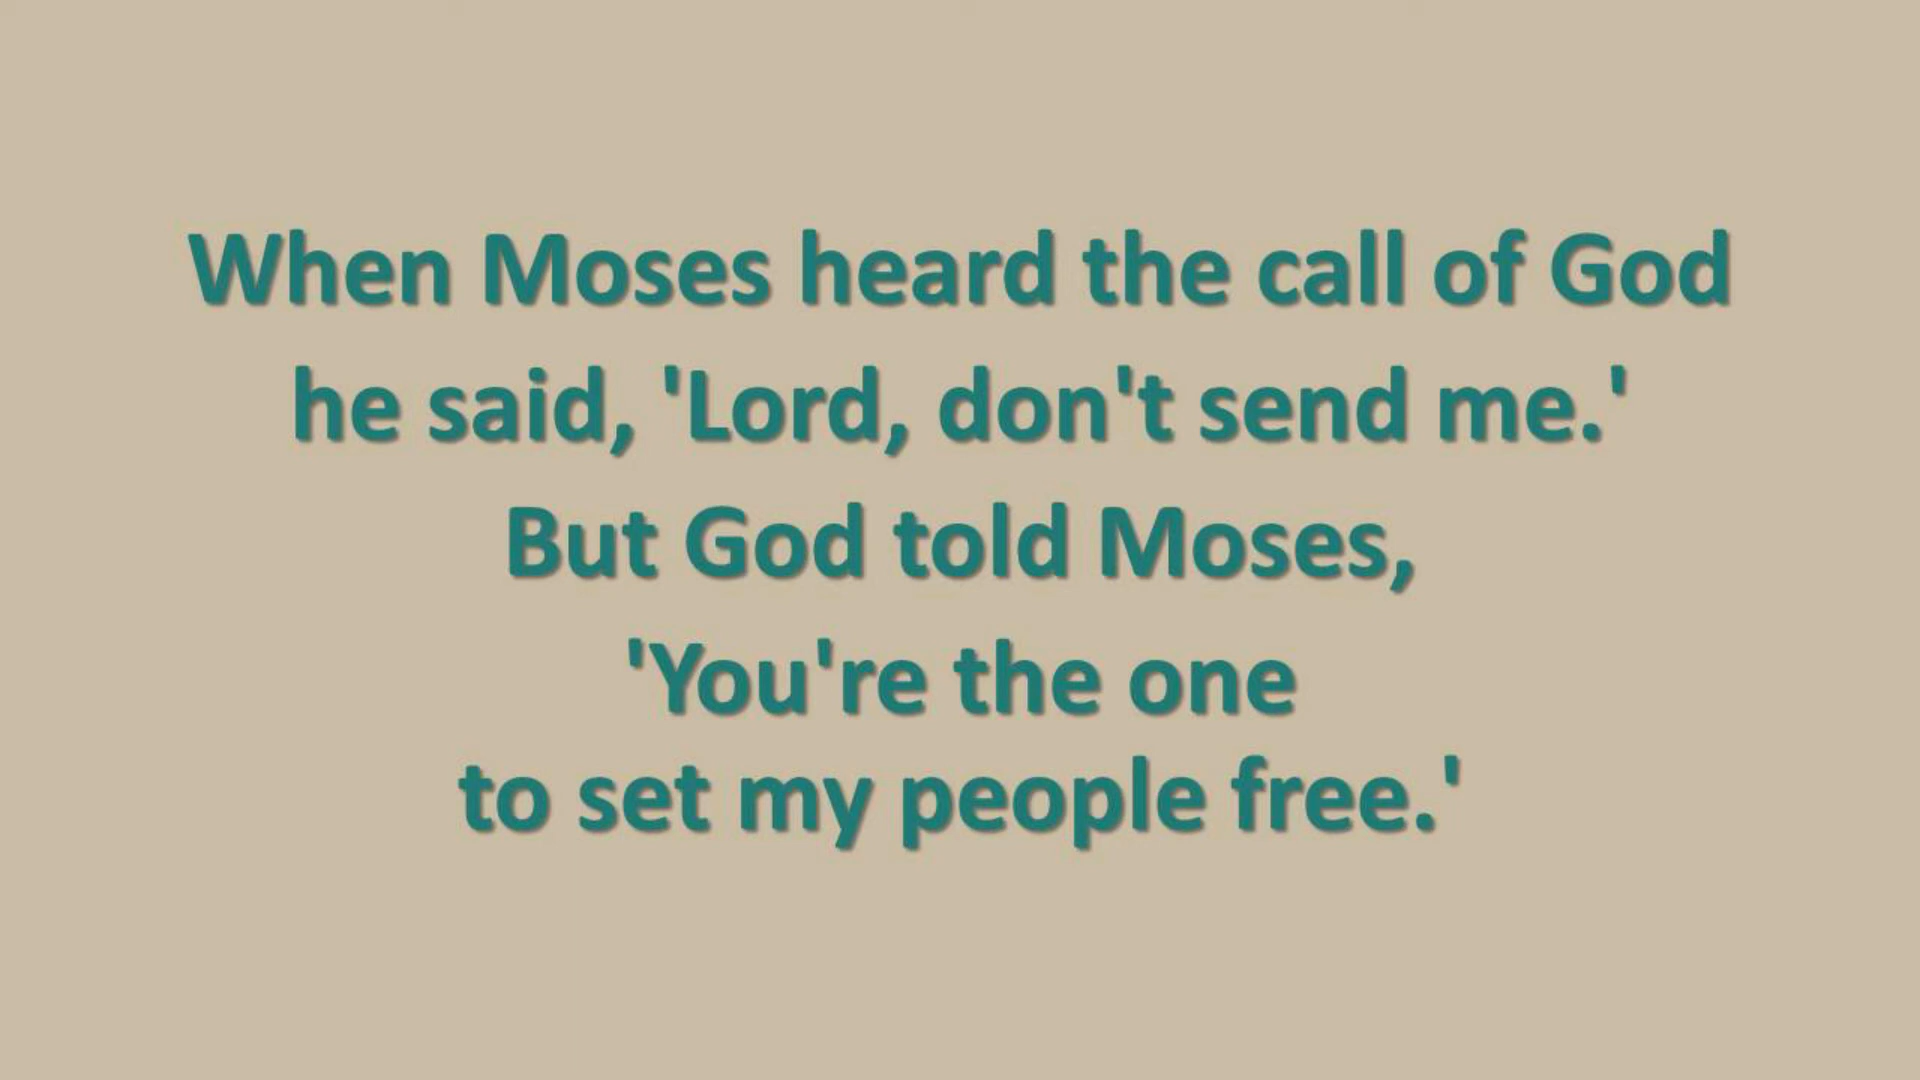 When Moses heard the call of God
he said, 'Lord, don't send me.'
But God told Moses,
'You're the one
to set my people free.'